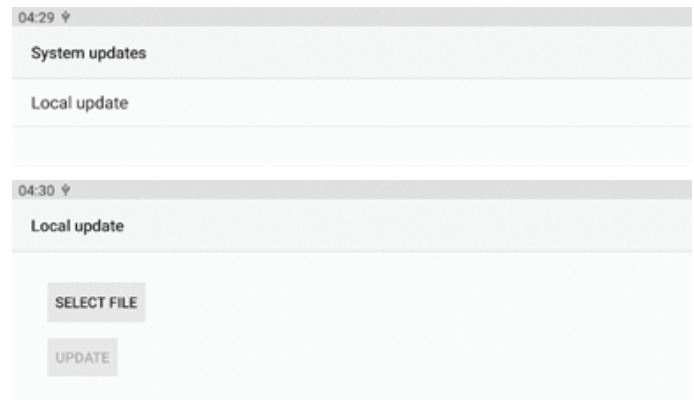 04:29
System updates
Local update
04:30
Local update
SELECT FILE
UPDATE